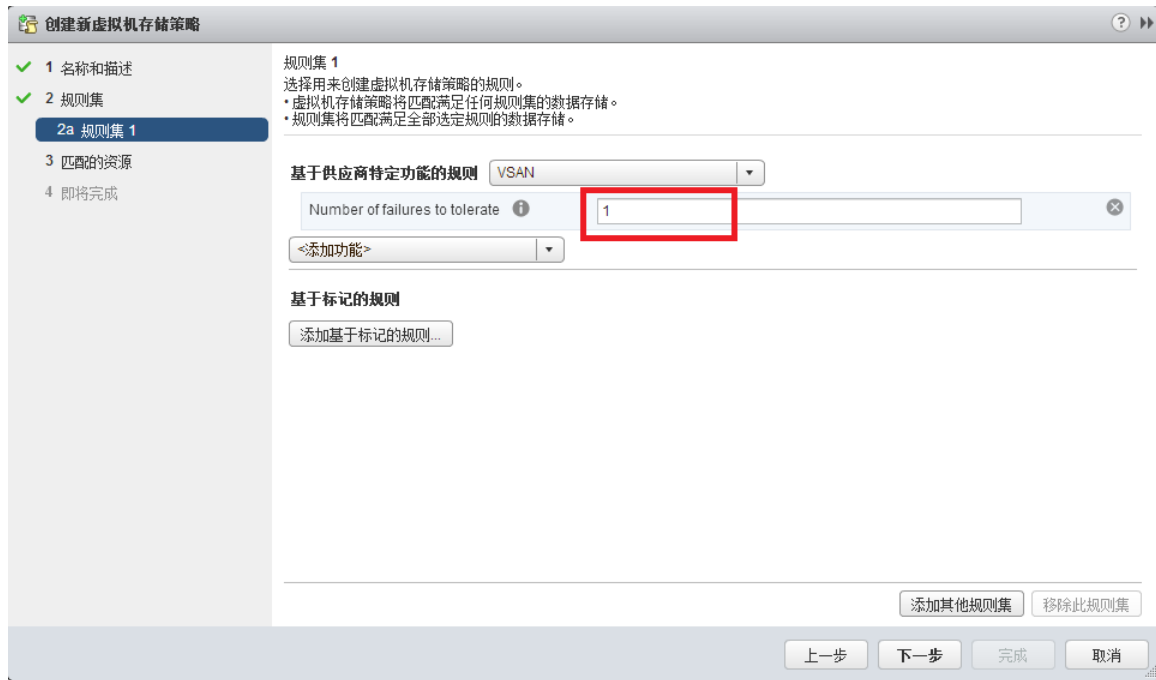 创建新虚拟机存储策略
1 名称和描述
2 规则集
2a 规则集 1
3 匹配的资源
4 即将完成
规则集 1
选择用来创建虚拟机存储策略的规则。
• 虚拟机存储策略将匹配满足任何规则集的数据存储。
• 规则集将匹配满足全部选定规则的数据存储。
基于供应商特定功能的规则 VSAN
Number of failures to tolerate 1
<添加功能>
基于标记的规则
添加基于标记的规则...
添加其他规则集 移除此规则集
上一步 下一步 完成 取消